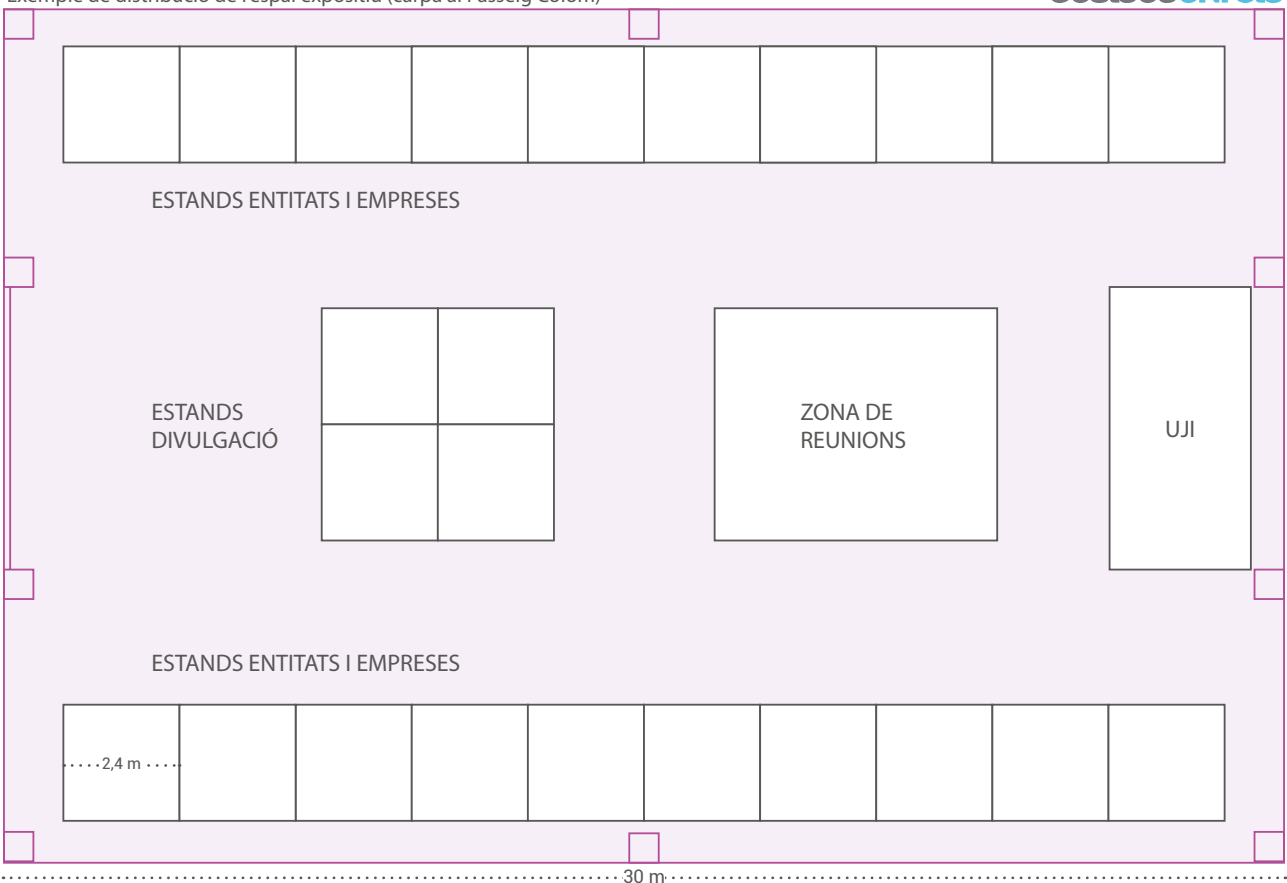 ESTANDS ENTITATS I EMPRESES
ESTANDS
DIVULGACIÓ
ZONA DE
REUNIONS
UJI
ESTANDS ENTITATS I EMPRESES
2,4 m
30 m